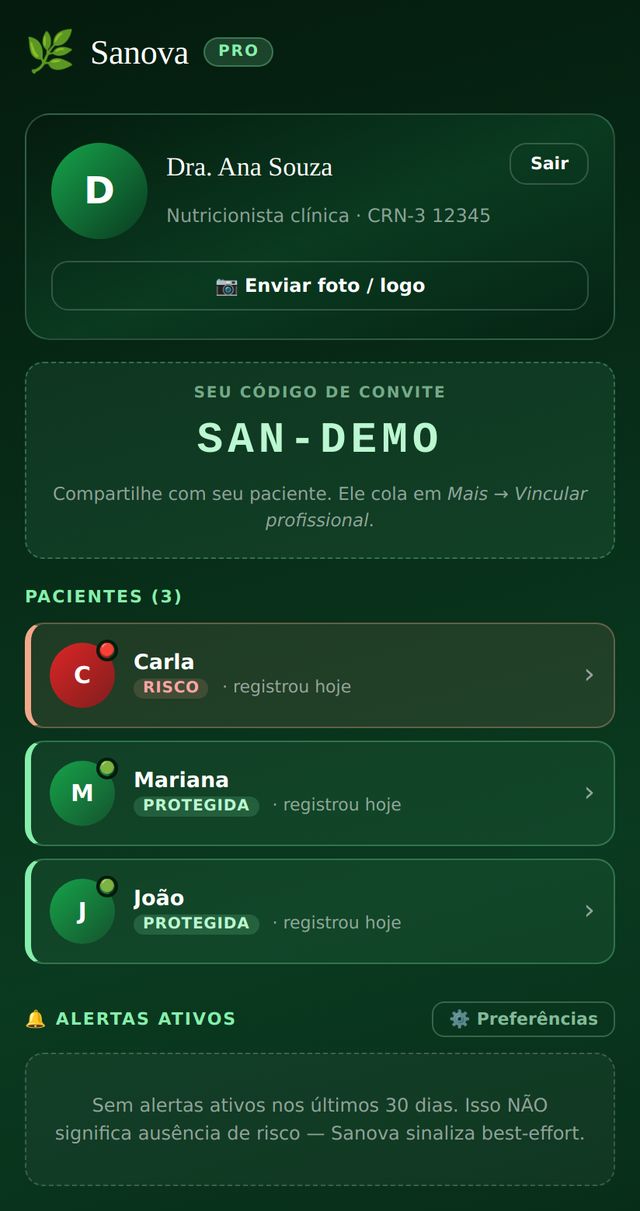 Sanova PRO
D
Dra. Ana Souza
Sair
Nutricionista clínica · CRN-3 12345
Enviar foto / logo
SEU CÓDIGO DE CONVITE
SAN-DEMO
Compartilhe com seu paciente. Ele cola em Mais → Vincular
profissional.
PACIENTES (3)
C
Carla
RISCO · registrou hoje
›
M
Mariana
PROTEGIDA · registrou hoje
›
J
João
PROTEGIDA · registrou hoje
›
ALERTAS ATIVOS
Preferências
Sem alertas ativos nos últimos 30 dias. Isso NÃO
significa ausência de risco — Sanova sinaliza best-effort.